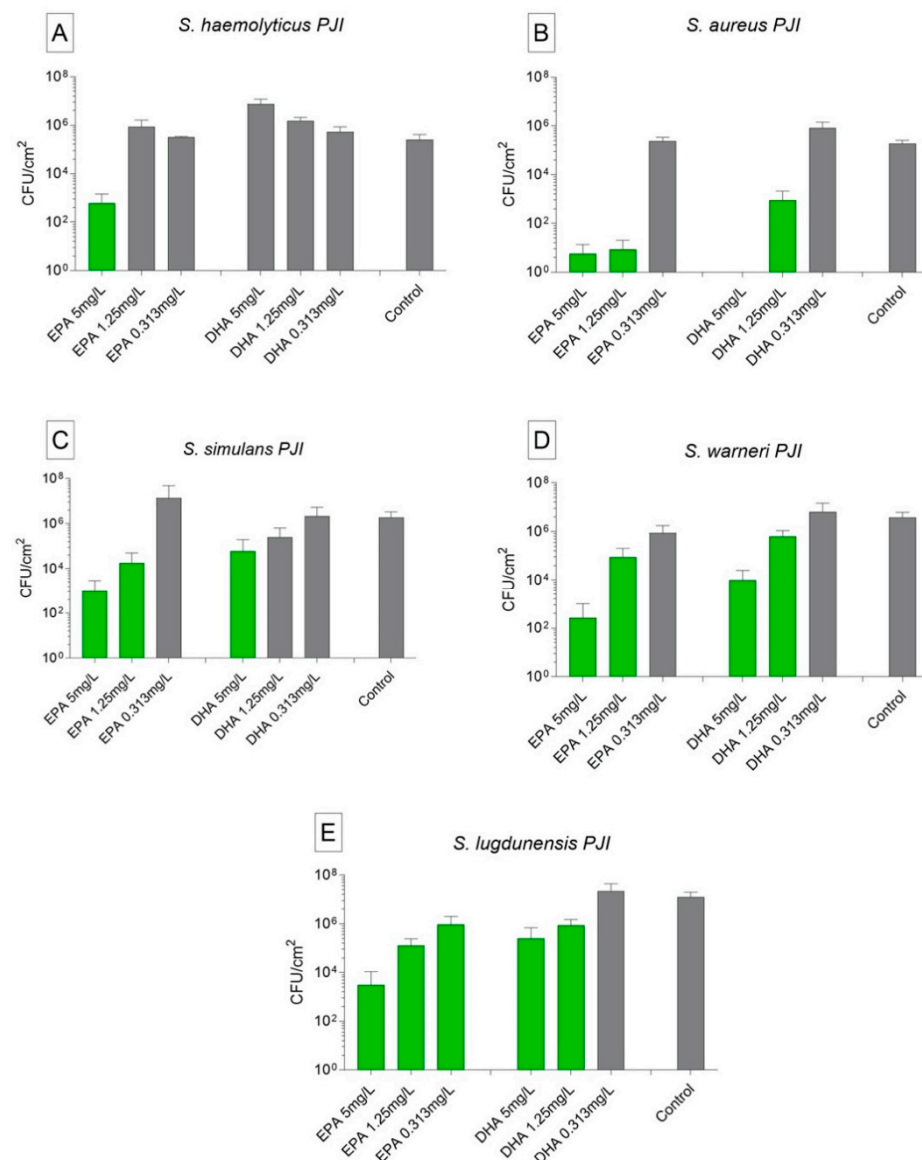 A
S. haemolyticus PJI
CFU/cm²
10⁸
10⁶
10⁴
10²
10⁰
EPA 5mg/L
EPA 1.25mg/L
EPA 0.313mg/L
DHA 5mg/L
DHA 1.25mg/L
DHA 0.313mg/L
Control
B
S. aureus PJI
CFU/cm²
10⁸
10⁶
10⁴
10²
10⁰
EPA 5mg/L
EPA 1.25mg/L
EPA 0.313mg/L
DHA 5mg/L
DHA 1.25mg/L
DHA 0.313mg/L
Control
C
S. simulans PJI
CFU/cm²
10⁸
10⁶
10⁴
10²
10⁰
EPA 5mg/L
EPA 1.25mg/L
EPA 0.313mg/L
DHA 5mg/L
DHA 1.25mg/L
DHA 0.313mg/L
Control
D
S. warneri PJI
CFU/cm²
10⁸
10⁶
10⁴
10²
10⁰
EPA 5mg/L
EPA 1.25mg/L
EPA 0.313mg/L
DHA 5mg/L
DHA 1.25mg/L
DHA 0.313mg/L
Control
E
S. lugdunensis PJI
CFU/cm²
10⁸
10⁶
10⁴
10²
10⁰
EPA 5mg/L
EPA 1.25mg/L
EPA 0.313mg/L
DHA 5mg/L
DHA 1.25mg/L
DHA 0.313mg/L
Control